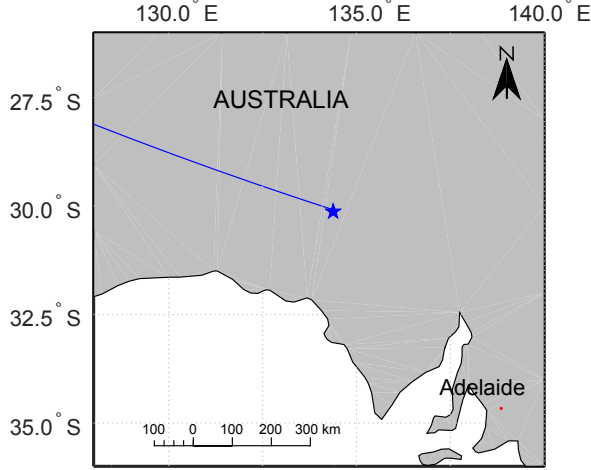 130.0° E 135.0° E 140.0° E
N
27.5° S
AUSTRALIA
30.0° S
32.5° S
Adelaide
35.0° S
100 0 100 200 300 km